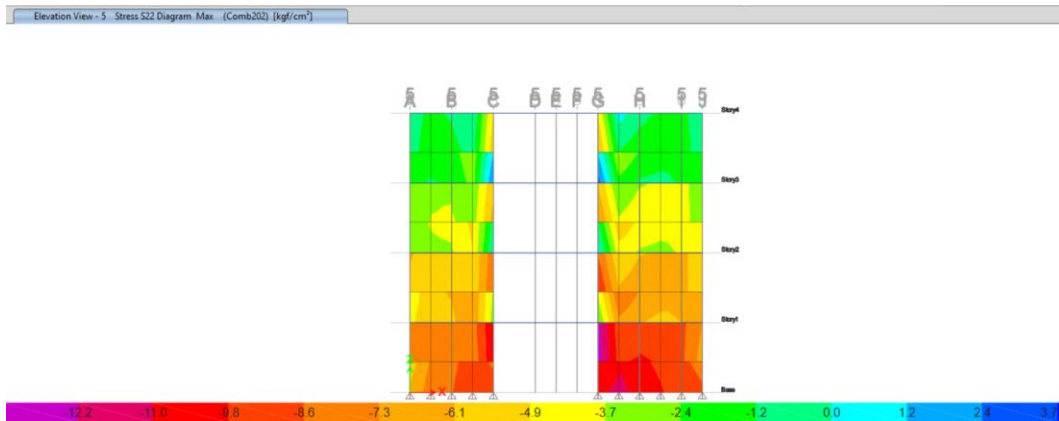 Elevation View - 5 Stress S22 Diagram Max (Comb202) [kgf/cm²]
5 5 5 5 5 5 5 5 5 5
A B C D E F G H I J
Story4
Story3
Story2
Story1
Z
X
Base
-12.2 -11.0 -9.8 -8.6 -7.3 -6.1 -4.9 -3.7 -2.4 -1.2 0.0 1.2 2.4 3.7